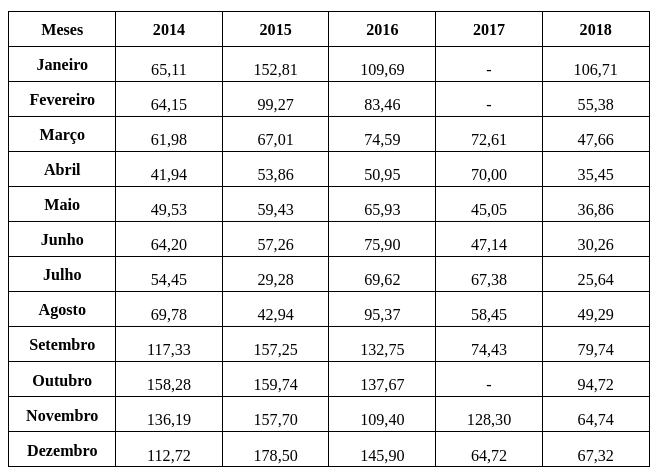 Meses 2014 2015 2016 2017 2018
Janeiro 65,11 152,81 109,69 - 106,71
Fevereiro 64,15 99,27 83,46 - 55,38
Março 61,98 67,01 74,59 72,61 47,66
Abril 41,94 53,86 50,95 70,00 35,45
Maio 49,53 59,43 65,93 45,05 36,86
Junho 64,20 57,26 75,90 47,14 30,26
Julho 54,45 29,28 69,62 67,38 25,64
Agosto 69,78 42,94 95,37 58,45 49,29
Setembro 117,33 157,25 132,75 74,43 79,74
Outubro 158,28 159,74 137,67 - 94,72
Novembro 136,19 157,70 109,40 128,30 64,74
Dezembro 112,72 178,50 145,90 64,72 67,32